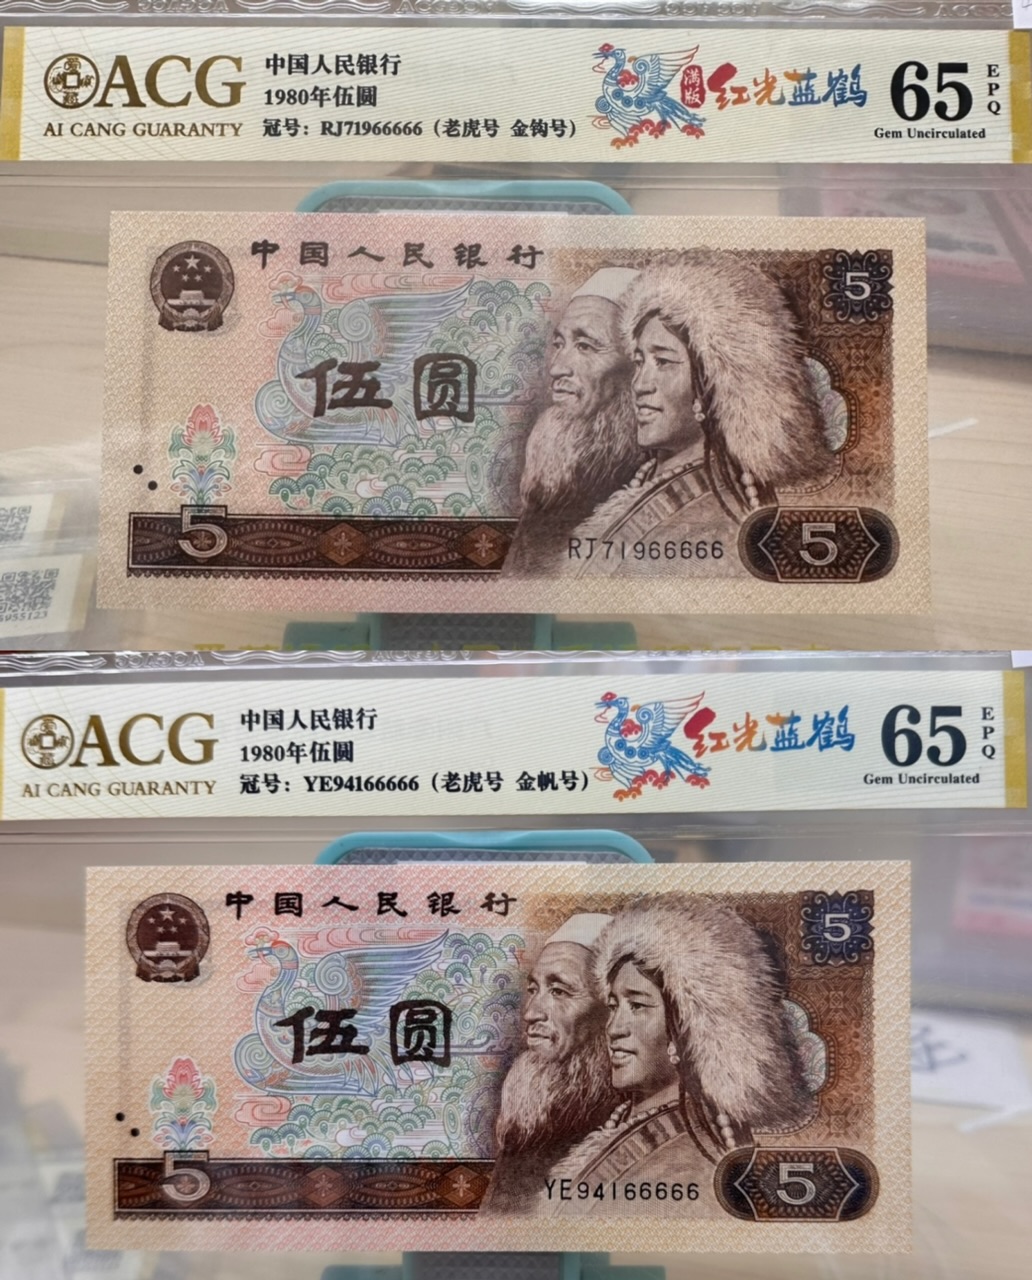 ACG
AI CANG GUARANTY
中国人民银行
1980年伍圆
冠号：RJ71966666（老虎号 金钩号）
满版
红光蓝鹤
65
EPQ
Gem Uncirculated
中国人民银行
5
伍圆
5
RJ71966666
5
ACG
AI CANG GUARANTY
中国人民银行
1980年伍圆
冠号：YE94166666（老虎号 金帆号）
红光蓝鹤
65
EPQ
Gem Uncirculated
中国人民银行
5
伍圆
5
YE94166666
5